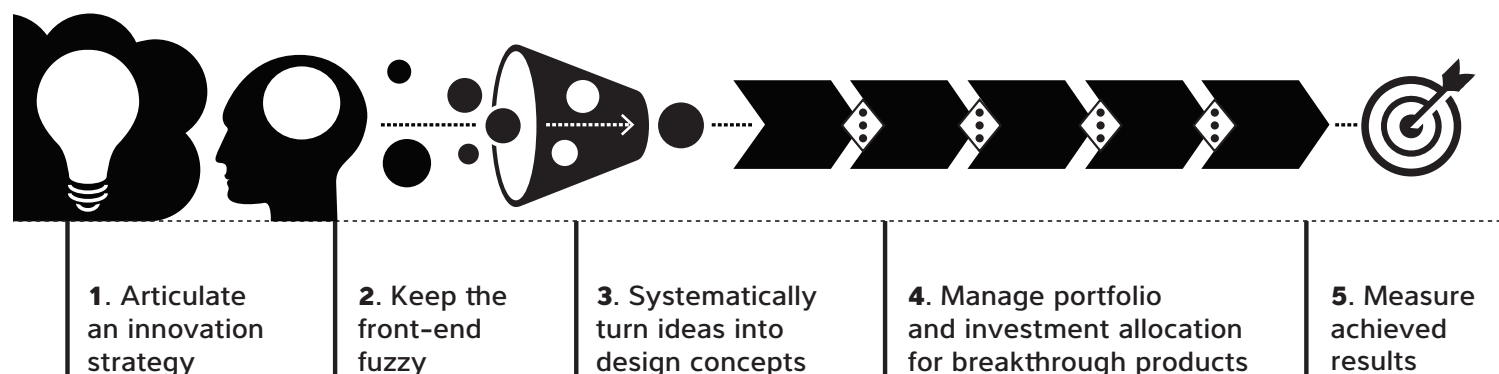 1. Articulate
an innovation
strategy
2. Keep the
front-end
fuzzy
3. Systematically
turn ideas into
design concepts
4. Manage portfolio
and investment allocation
for breakthrough products
5. Measure
achieved
results